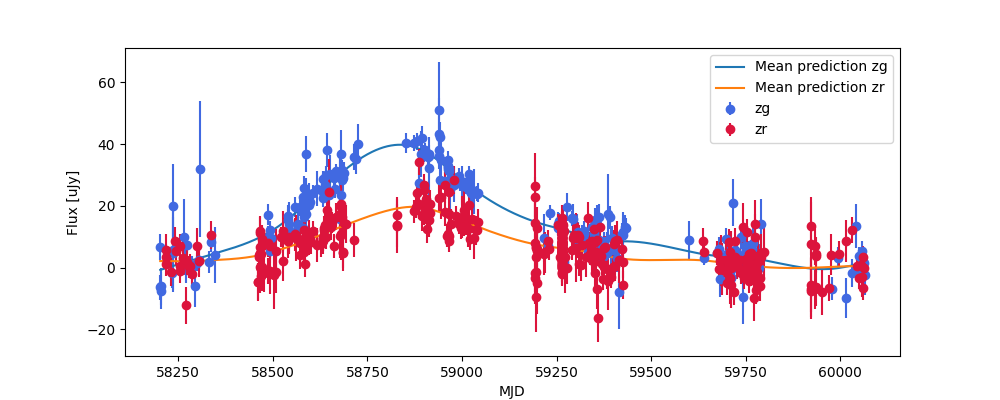 Mean prediction zg
Mean prediction zr
zg
zr
Flux [uJy]
60
40
20
0
−20
58250 58500 58750 59000 59250 59500 59750 60000
MJD